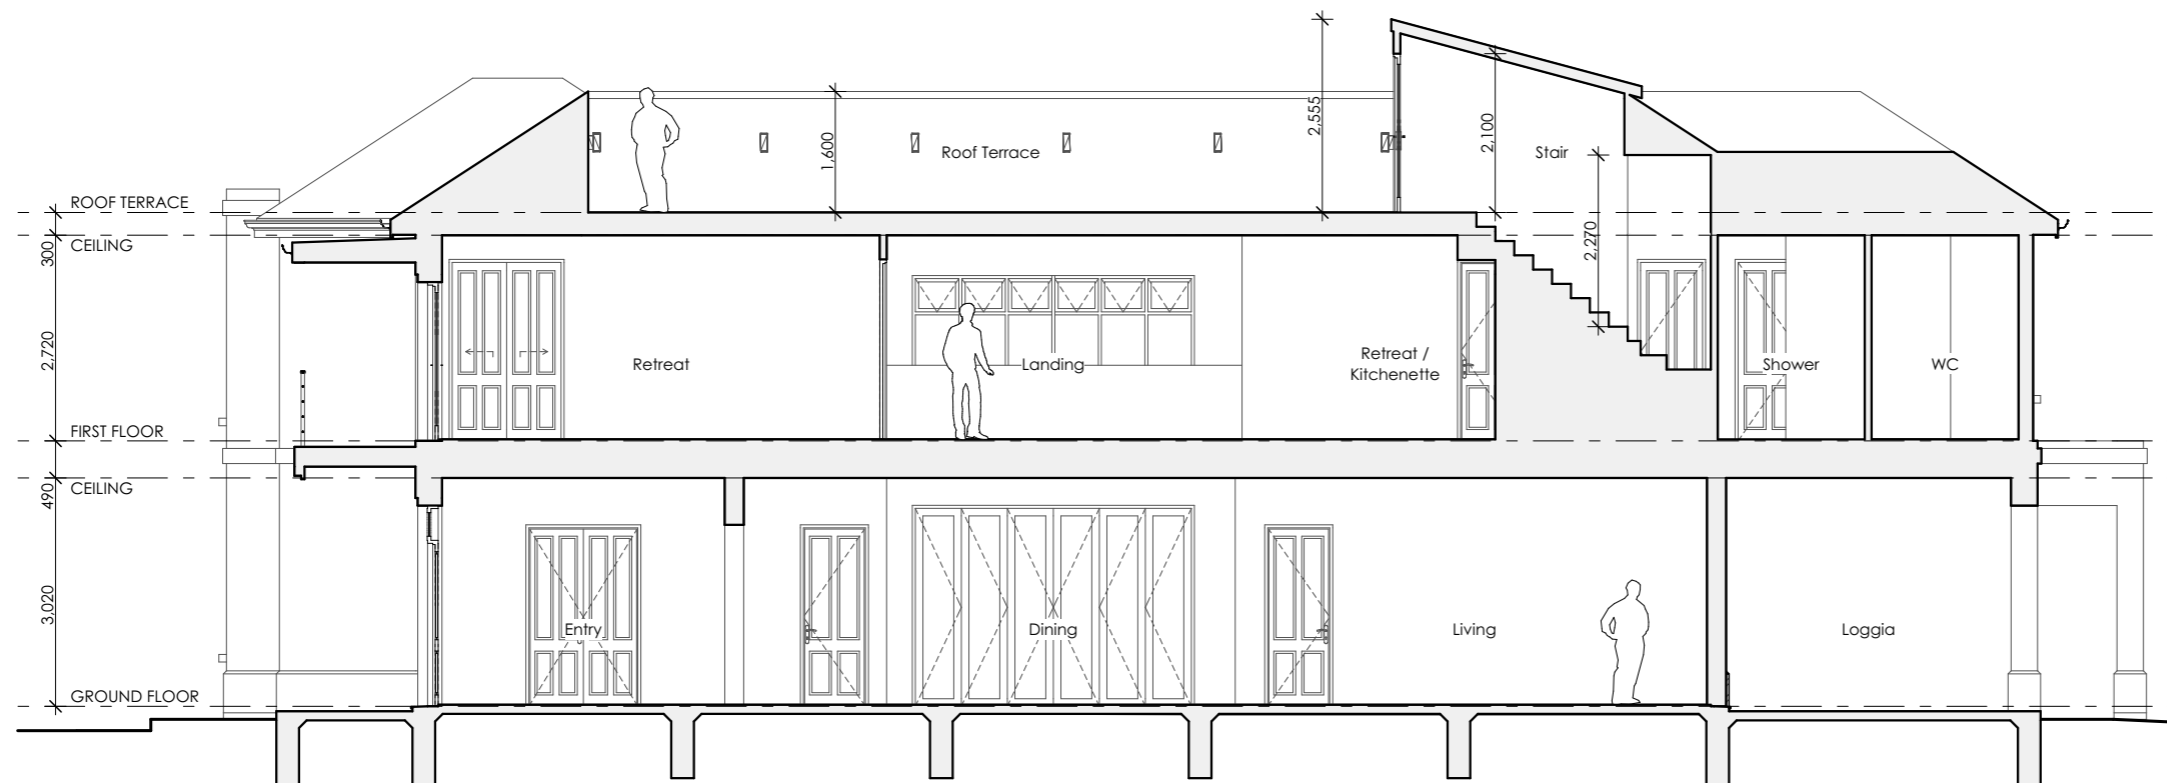 2,555
2,100
1,600
Roof Terrace
Stair
ROOF TERRACE
300
CEILING
2,270
2,720
Retreat
Landing
Retreat /
Kitchenette
Shower
WC
FIRST FLOOR
490
CEILING
3,020
Entry
Dining
Living
Loggia
GROUND FLOOR